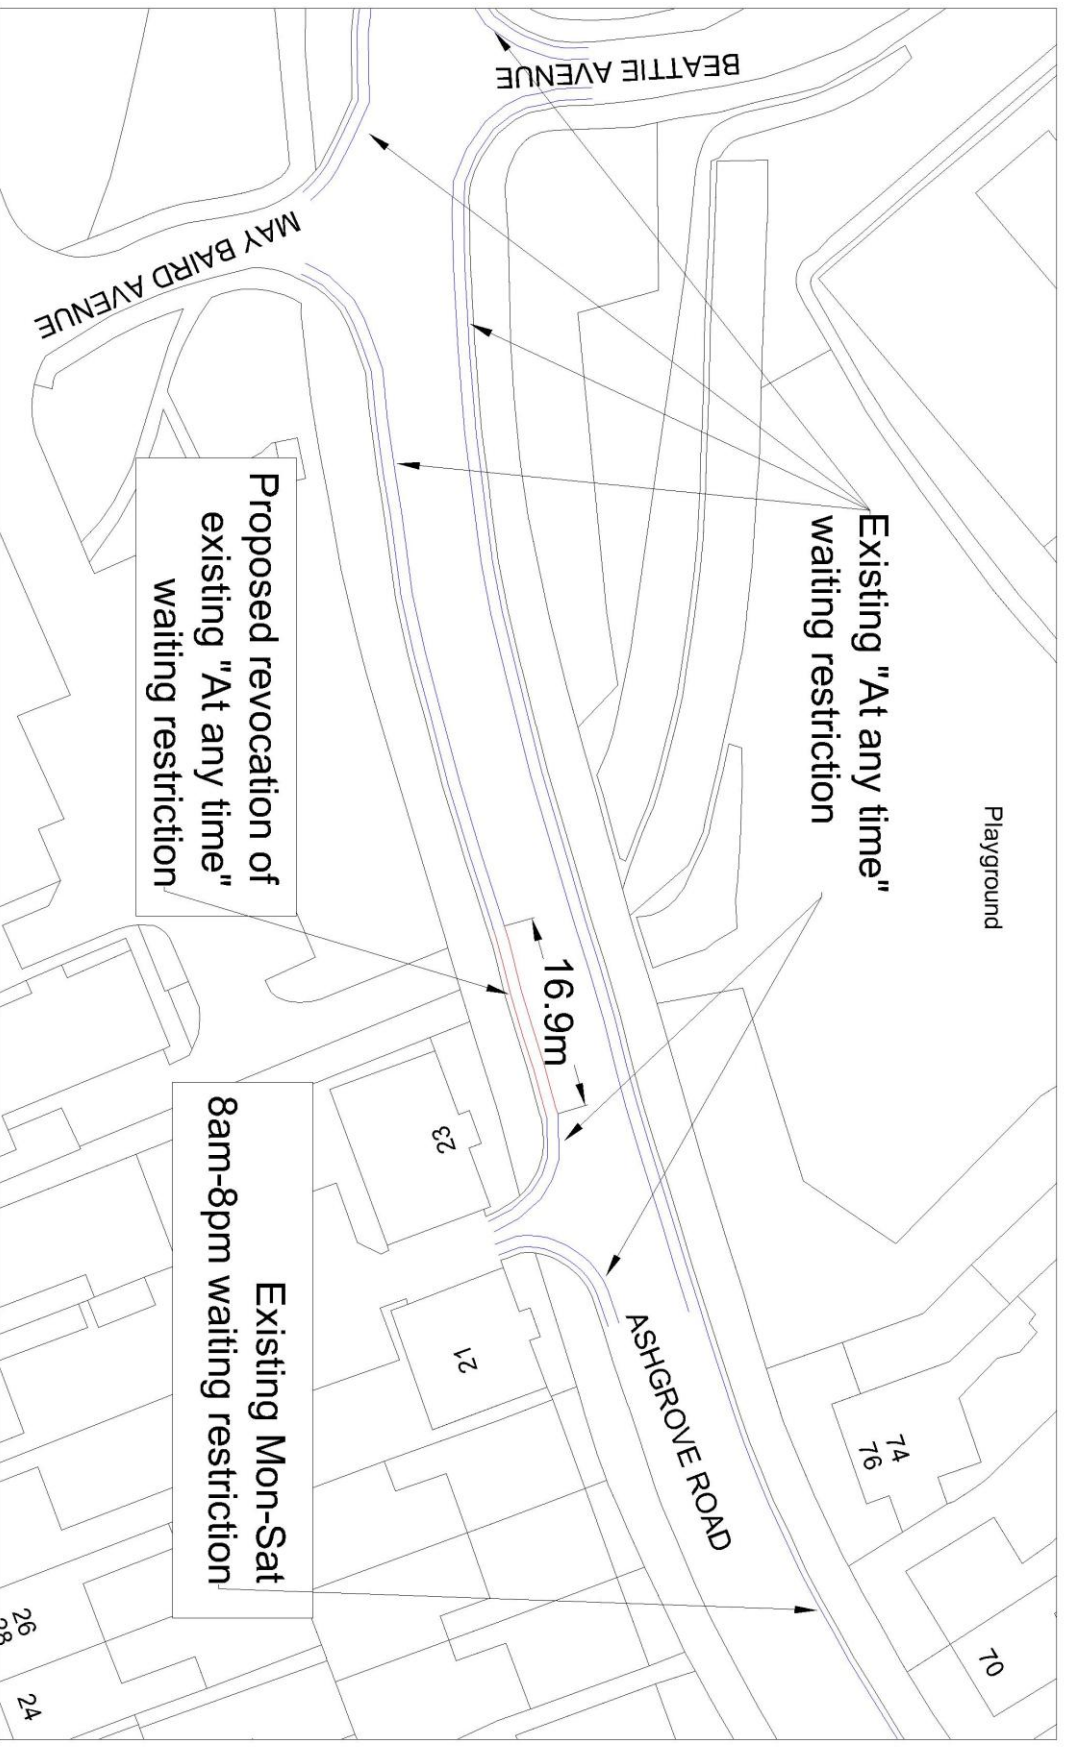 BEATTIE AVENUE
MAY BAIRD AVENUE
Existing "At any time"
waiting restriction
Playground
Proposed revocation of
existing "At any time"
waiting restriction
16.9m
23
21
ASHGROVE ROAD
Existing Mon-Sat
8am-8pm waiting restriction
74
76
70
26
24